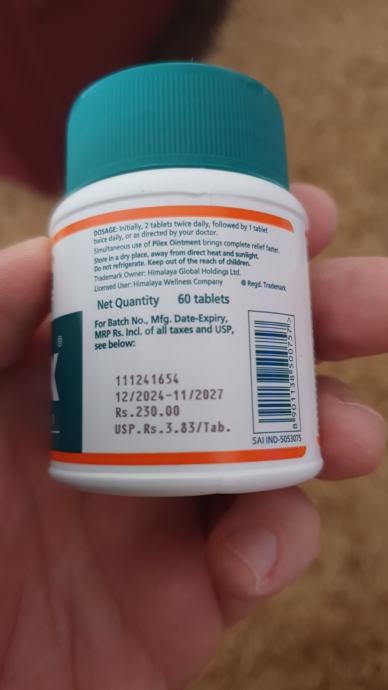 DOSAGE: Initially, 2 tablets twice daily, followed by 1 tablet
twice daily, or as directed by your doctor.
Simultaneous use of Pilex Ointment brings complete relief faster.
Store in a dry place, away from direct heat and sunlight.
Do not refrigerate. Keep out of the reach of children.
Trademark Owner: Himalaya Global Holdings Ltd.
Licensed User: Himalaya Wellness Company
® Regd. Trademark
Net Quantity 60 tablets
For Batch No., Mfg. Date-Expiry,
MRP Rs. Incl. of all taxes and USP,
see below:
111241654
12/2024-11/2027
Rs.230.00
USP.Rs.3.83/Tab.
X®
8 901138 500757 >
SAI IND-5053075